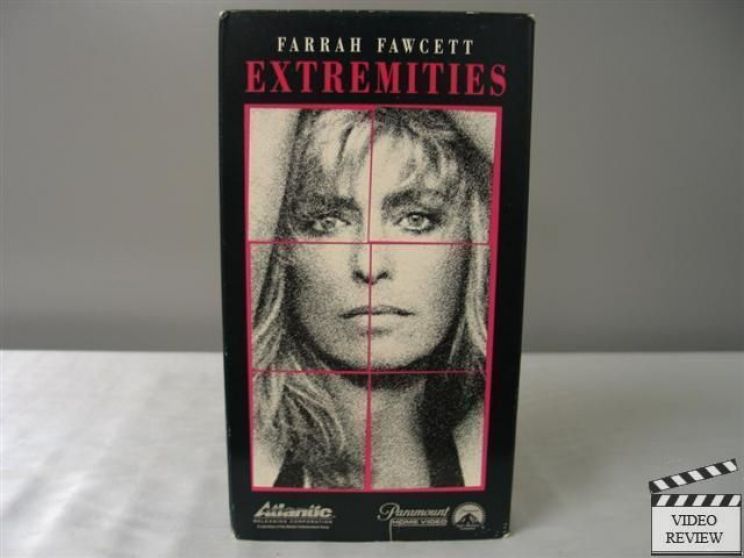 FARRAH FAWCETT
EXTREMITIES
Atlantic
RELEASING CORPORATION
Paramount
HOME VIDEO
VIDEO
REVIEW